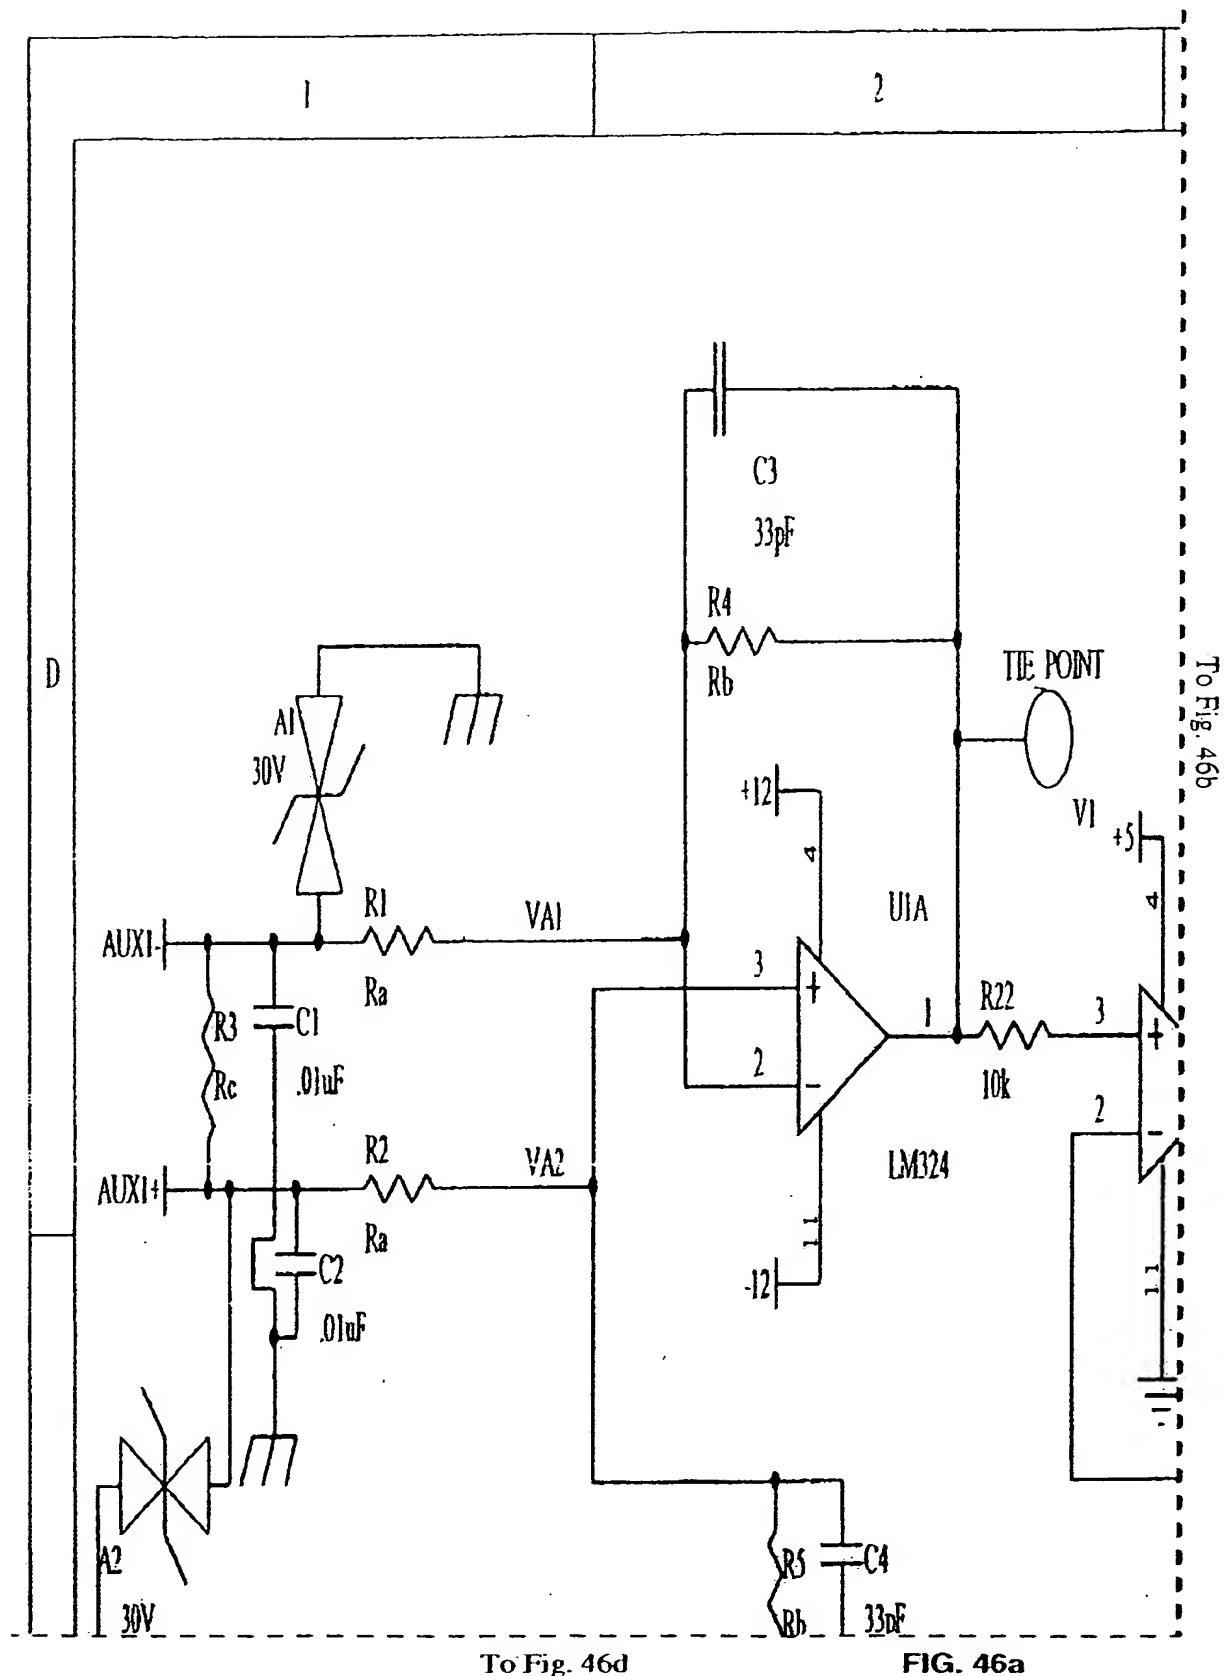 1
2
D
C3
33pF
R4
Rb
TIE POINT
To Fig. 46b
A1
30V
+12
4
V1
+5
4
AUX1-
R1
Ra
VA1
U1A
3
2
1
R22
10k
3
2
R3
Rc
C1
.01uF
AUX1+
R2
Ra
VA2
LM324
-12
11
11
C2
.01uF
A2
30V
R5
Rb
C4
33pF
To Fig. 46d
FIG. 46a